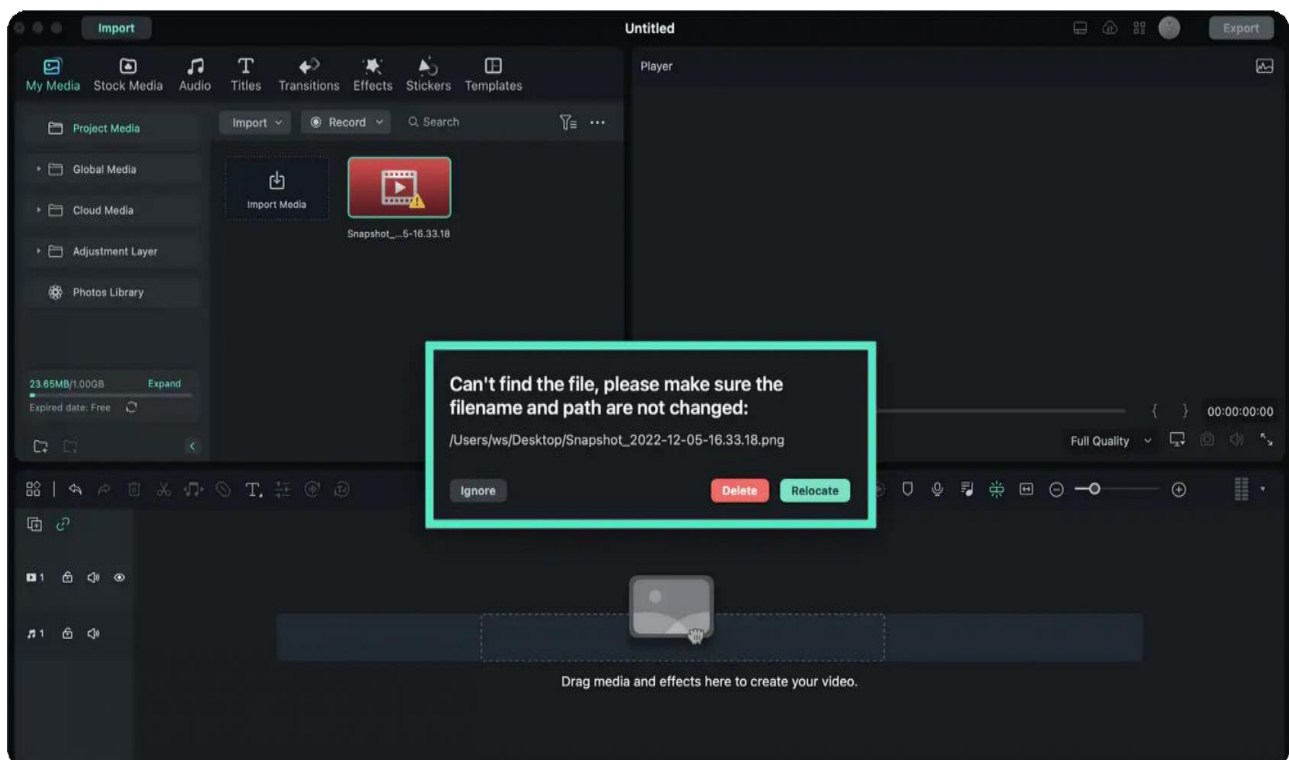 Import
Untitled
Export
My Media Stock Media Audio Titles Transitions Effects Stickers Templates
Player
Project Media
Import Record Search
Global Media
Cloud Media
Import Media
Snapshot_...5-16.33.18
Adjustment Layer
Photos Library
23.65MB/1.00GB Expand
Expired date: Free
Can't find the file, please make sure the
filename and path are not changed:
/Users/ws/Desktop/Snapshot_2022-12-05-16.33.18.png
Ignore Delete Relocate
{ } 00:00:00:00
Full Quality
1
1
Drag media and effects here to create your video.